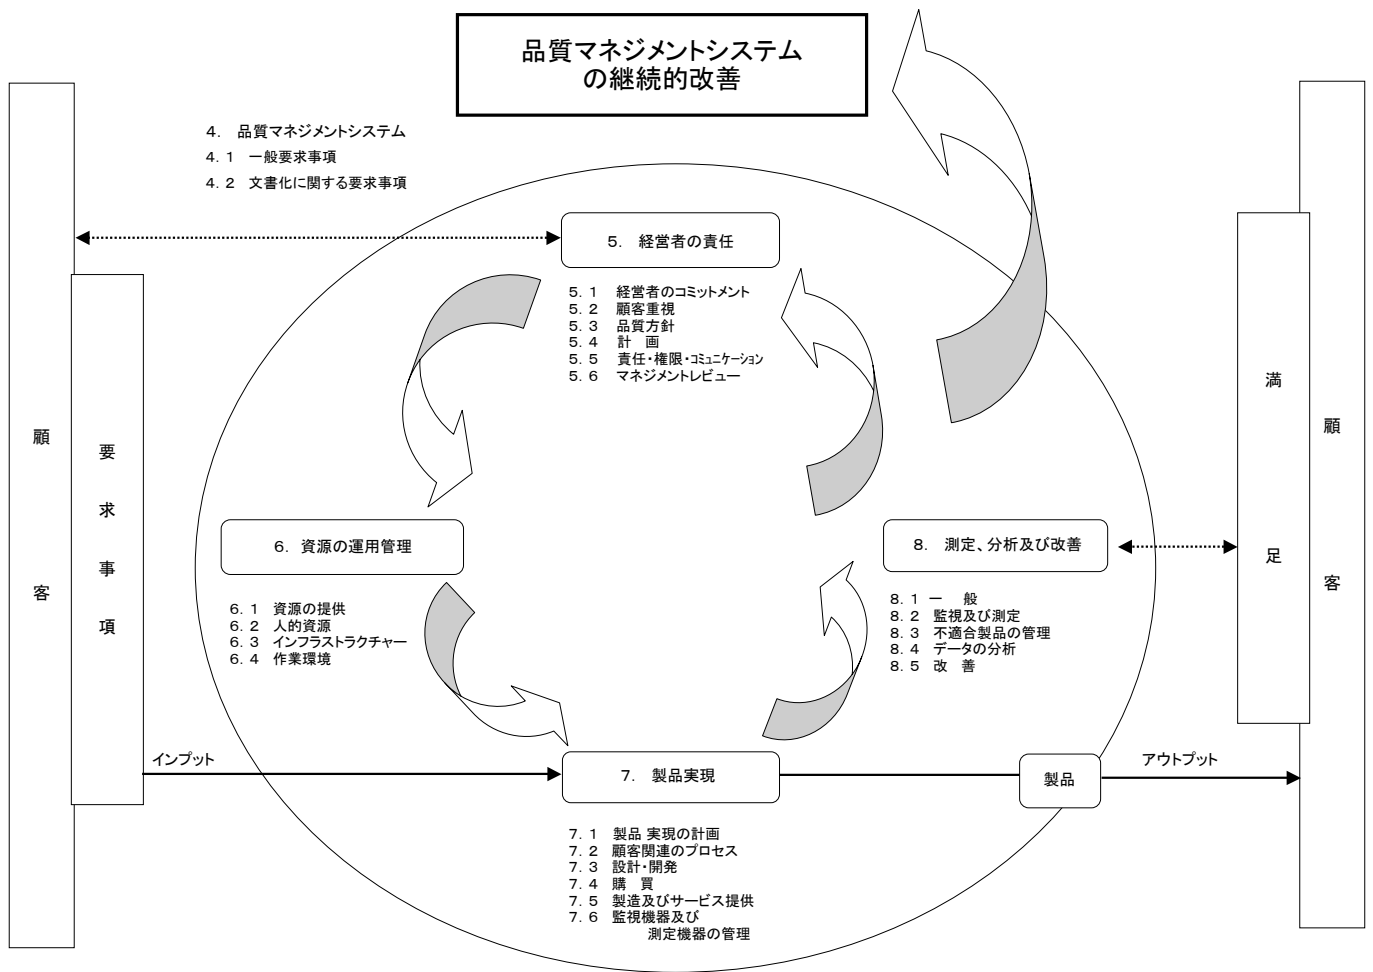 品質マネジメントシステム
の継続的改善
4. 品質マネジメントシステム
4.1 一般要求事項
4.2 文書化に関する要求事項
顧客
要求事項
5. 経営者の責任
5.1 経営者のコミットメント
5.2 顧客重視
5.3 品質方針
5.4 計 画
5.5 責任・権限・コミュニケーション
5.6 マネジメントレビュー
6. 資源の運用管理
6.1 資源の提供
6.2 人的資源
6.3 インフラストラクチャー
6.4 作業環境
8. 測定、分析及び改善
8.1 一 般
8.2 監視及び測定
8.3 不適合製品の管理
8.4 データの分析
8.5 改 善
満足
顧客
インプット
7. 製品実現
製品
アウトプット
7.1 製品 実現の計画
7.2 顧客関連のプロセス
7.3 設計・開発
7.4 購 買
7.5 製造及びサービス提供
7.6 監視機器及び
測定機器の管理